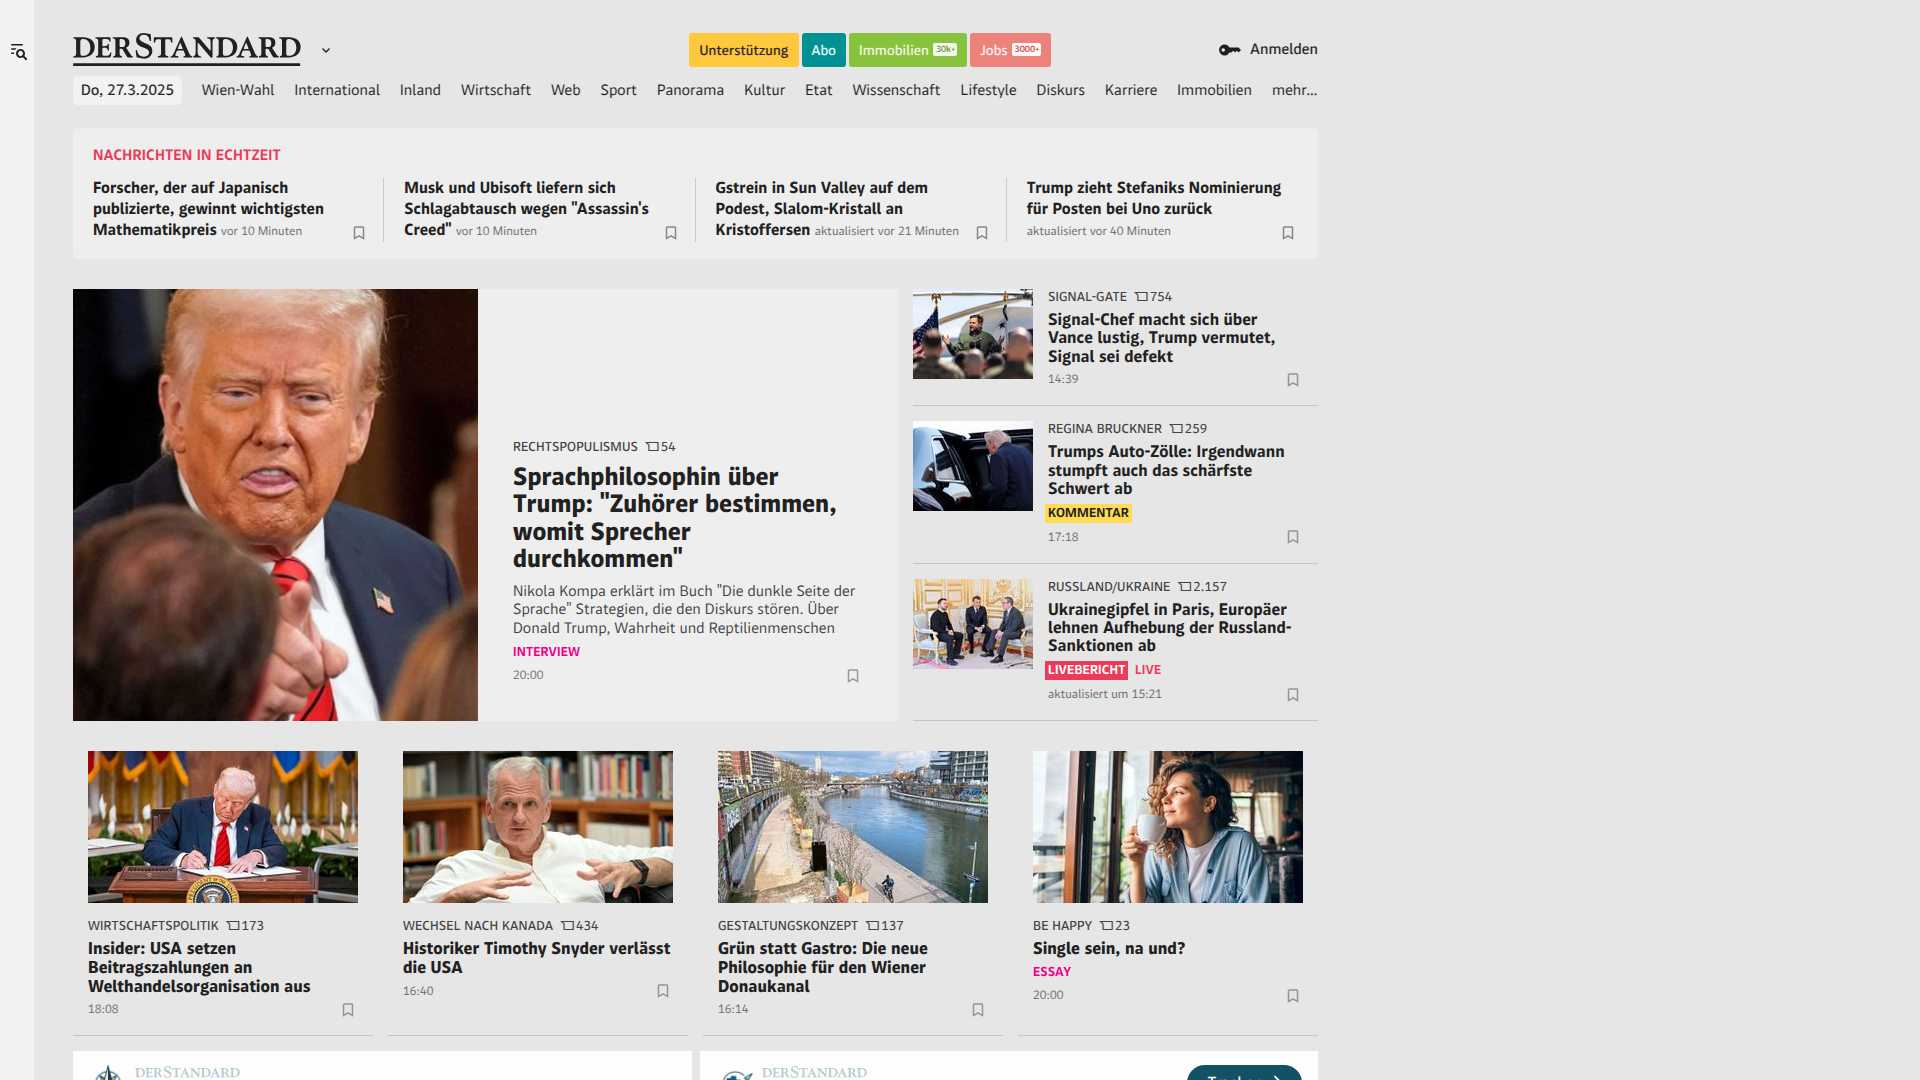 DERSTANDARD
Unterstützung
Abo
Immobilien 30k+
Jobs 3000+
Anmelden
Do, 27.3.2025
Wien-Wahl
International
Inland
Wirtschaft
Web
Sport
Panorama
Kultur
Etat
Wissenschaft
Lifestyle
Diskurs
Karriere
Immobilien
mehr...
NACHRICHTEN IN ECHTZEIT
Forscher, der auf Japanisch
publizierte, gewinnt wichtigsten
Mathematikpreis vor 10 Minuten
Musk und Ubisoft liefern sich
Schlagabtausch wegen "Assassin's
Creed" vor 10 Minuten
Gstrein in Sun Valley auf dem
Podest, Slalom-Kristall an
Kristoffersen aktualisiert vor 21 Minuten
Trump zieht Stefaniks Nominierung
für Posten bei Uno zurück
aktualisiert vor 40 Minuten
RECHTSPOPULISMUS 54
Sprachphilosophin über
Trump: "Zuhörer bestimmen,
womit Sprecher
durchkommen"
Nikola Kompa erklärt im Buch "Die dunkle Seite der
Sprache" Strategien, die den Diskurs stören. Über
Donald Trump, Wahrheit und Reptilienmenschen
INTERVIEW
20:00
SIGNAL-GATE 754
Signal-Chef macht sich über
Vance lustig, Trump vermutet,
Signal sei defekt
14:39
REGINA BRUCKNER 259
Trumps Auto-Zölle: Irgendwann
stumpft auch das schärfste
Schwert ab
KOMMENTAR
17:18
RUSSLAND/UKRAINE 2.157
Ukrainegipfel in Paris, Europäer
lehnen Aufhebung der Russland-
Sanktionen ab
LIVEBERICHT LIVE
aktualisiert um 15:21
WIRTSCHAFTSPOLITIK 173
Insider: USA setzen
Beitragszahlungen an
Welthandelsorganisation aus
18:08
WECHSEL NACH KANADA 434
Historiker Timothy Snyder verlässt
die USA
16:40
GESTALTUNGSKONZEPT 137
Grün statt Gastro: Die neue
Philosophie für den Wiener
Donaukanal
16:14
BE HAPPY 23
Single sein, na und?
ESSAY
20:00
DERSTANDARD
DERSTANDARD